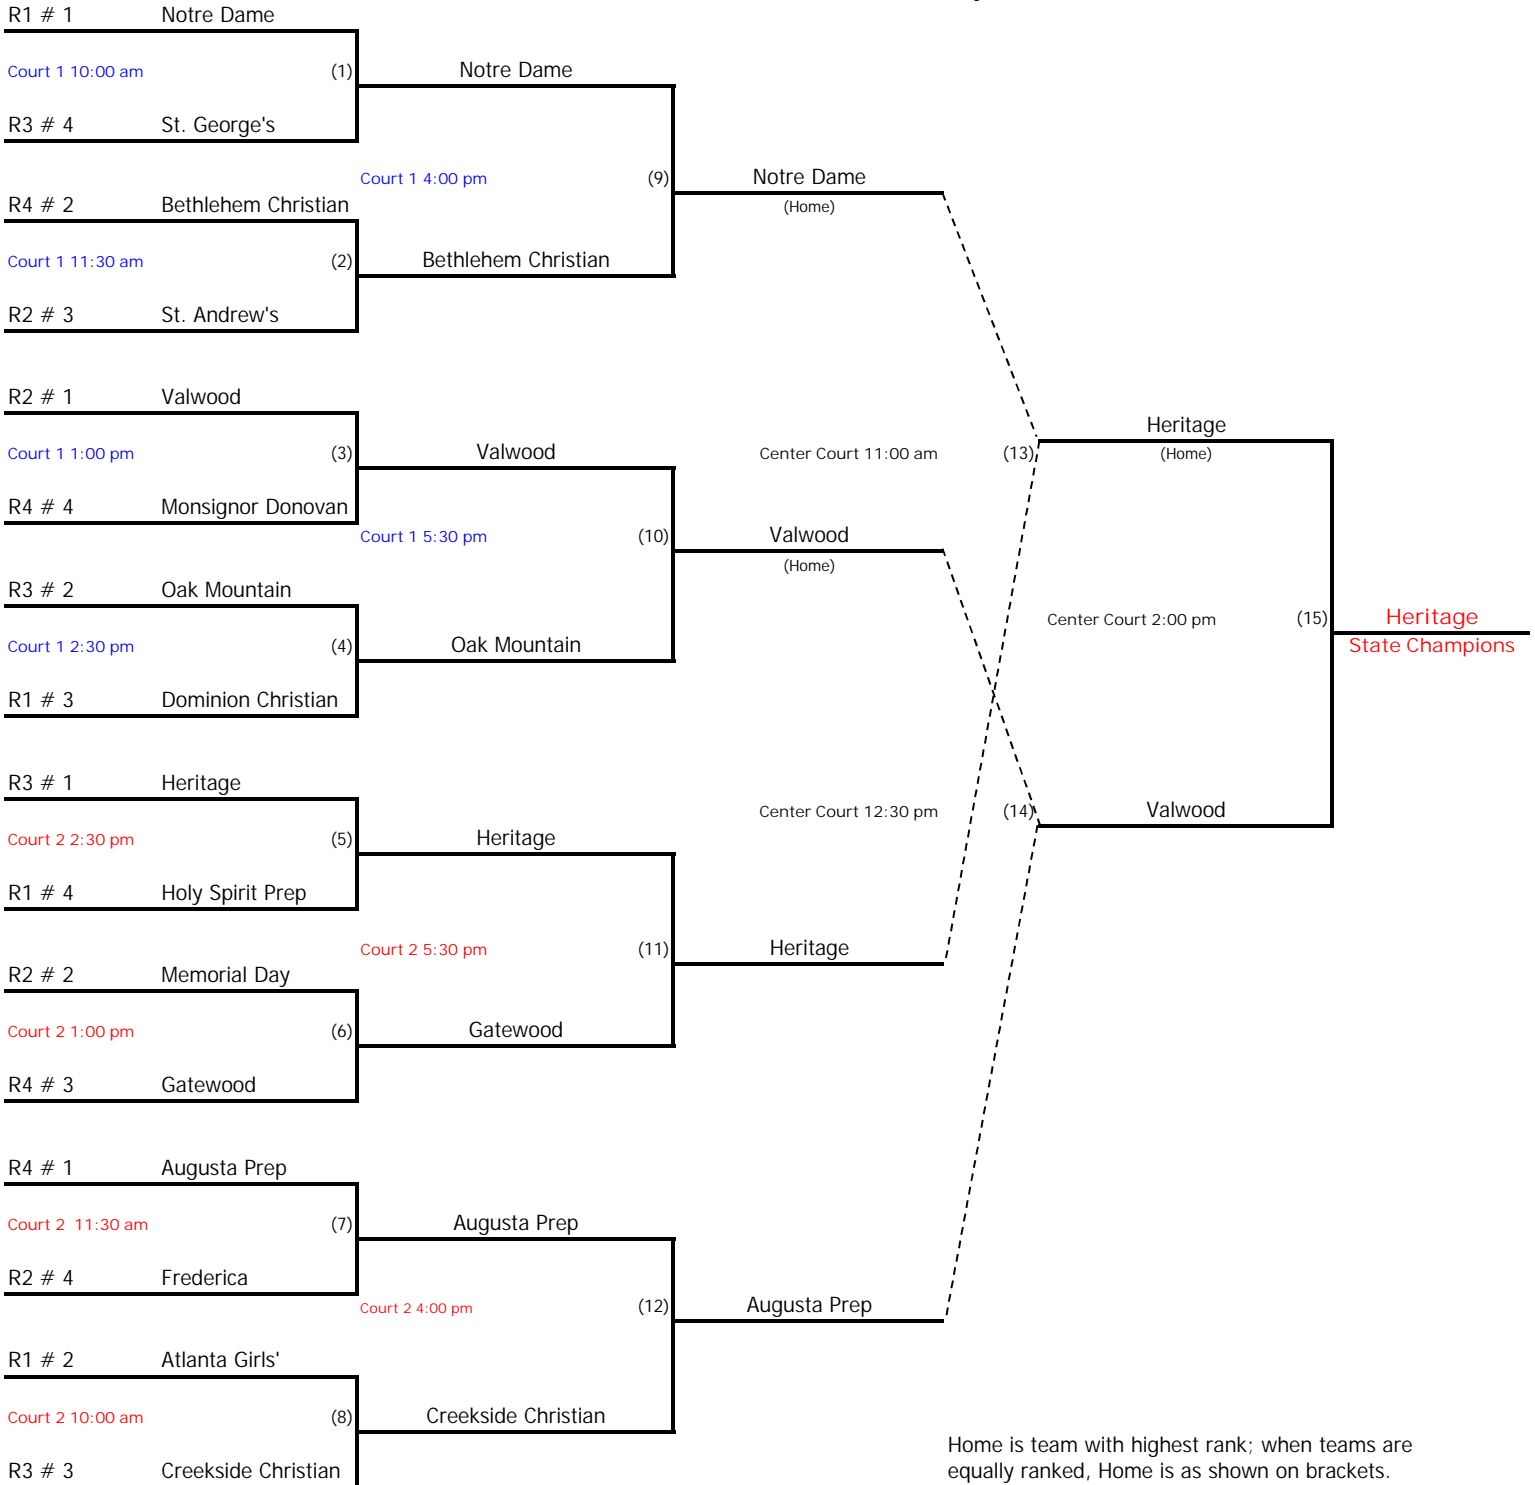 R1 # 1 Notre Dame
Court 1 10:00 am (1) Notre Dame
R3 # 4 St. George's
Court 1 4:00 pm (9) Notre Dame
(Home)
R4 # 2 Bethlehem Christian
Court 1 11:30 am (2) Bethlehem Christian
R2 # 3 St. Andrew's
R2 # 1 Valwood
Heritage
(Home)
Court 1 1:00 pm (3) Valwood Center Court 11:00 am (13)
R4 # 4 Monsignor Donovan
Court 1 5:30 pm (10) Valwood
(Home)
R3 # 2 Oak Mountain
Center Court 2:00 pm (15) Heritage
State Champions
Court 1 2:30 pm (4) Oak Mountain
R1 # 3 Dominion Christian
R3 # 1 Heritage
Center Court 12:30 pm (14) Valwood
Court 2 2:30 pm (5) Heritage
R1 # 4 Holy Spirit Prep
Court 2 5:30 pm (11) Heritage
R2 # 2 Memorial Day
Court 2 1:00 pm (6) Gatewood
R4 # 3 Gatewood
R4 # 1 Augusta Prep
Court 2 11:30 am (7) Augusta Prep
R2 # 4 Frederica
Court 2 4:00 pm (12) Augusta Prep
R1 # 2 Atlanta Girls'
Court 2 10:00 am (8) Creekside Christian
R3 # 3 Creekside Christian
Home is team with highest rank; when teams are
equally ranked, Home is as shown on brackets.